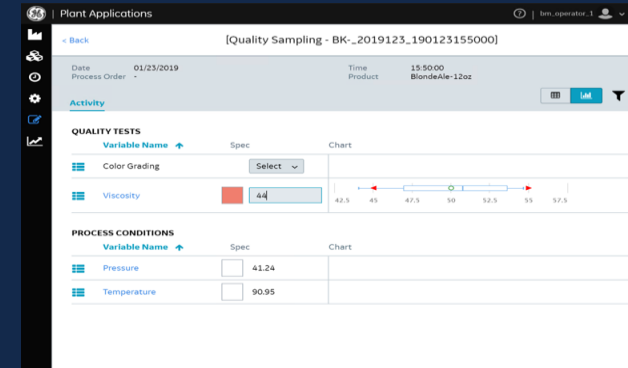 Plant Applications
bm_operator_1
< Back
[Quality Sampling - BK-_2019123_190123155000]
Date 01/23/2019 Time 15:50:00
Process Order - Product BlondeAle-12oz
Activity
QUALITY TESTS
Variable Name Spec Chart
Color Grading Select
Viscosity 44
42.5 45 47.5 50 52.5 55 57.5
PROCESS CONDITIONS
Variable Name Spec Chart
Pressure 41.24
Temperature 90.95